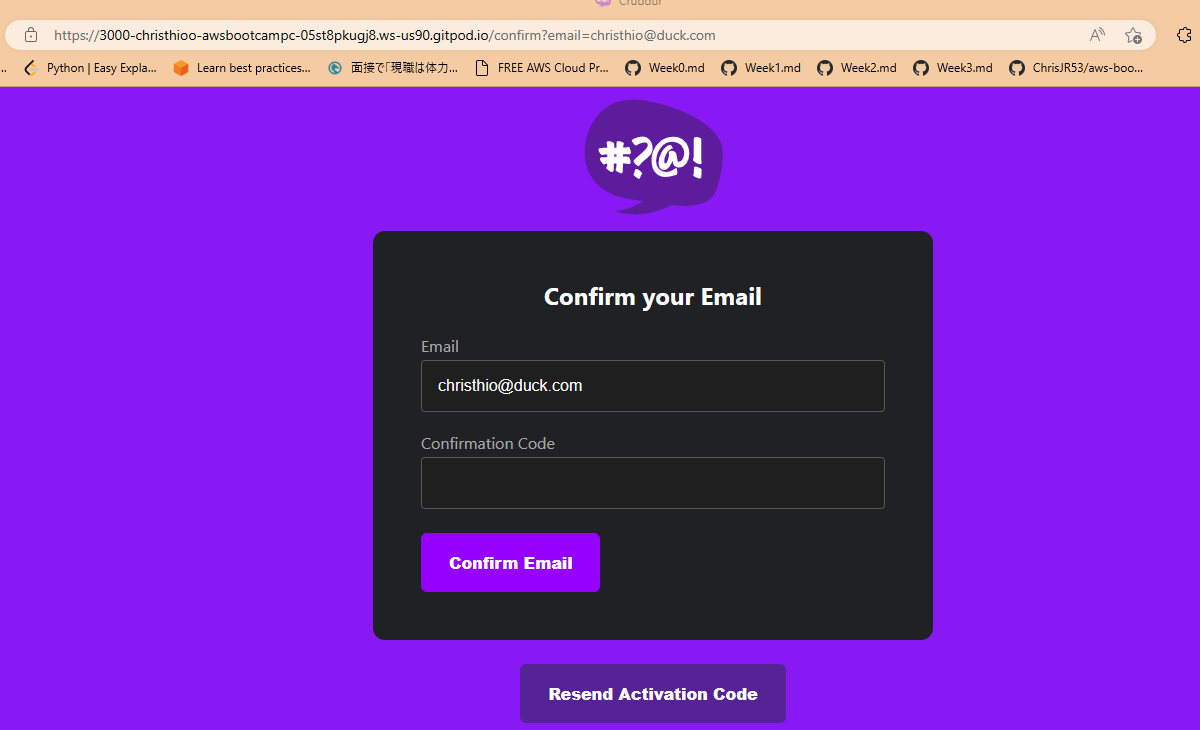 Cruddur
https://3000-christhioo-awsbootcampc-05st8pkugj8.ws-us90.gitpod.io/confirm?email=christhio@duck.com
Python | Easy Expla... Learn best practices... 面接で「現職は体力... FREE AWS Cloud Pr... Week0.md Week1.md Week2.md Week3.md ChrisJR53/aws-boo...
#?@!
Confirm your Email
Email
christhio@duck.com
Confirmation Code
Confirm Email
Resend Activation Code